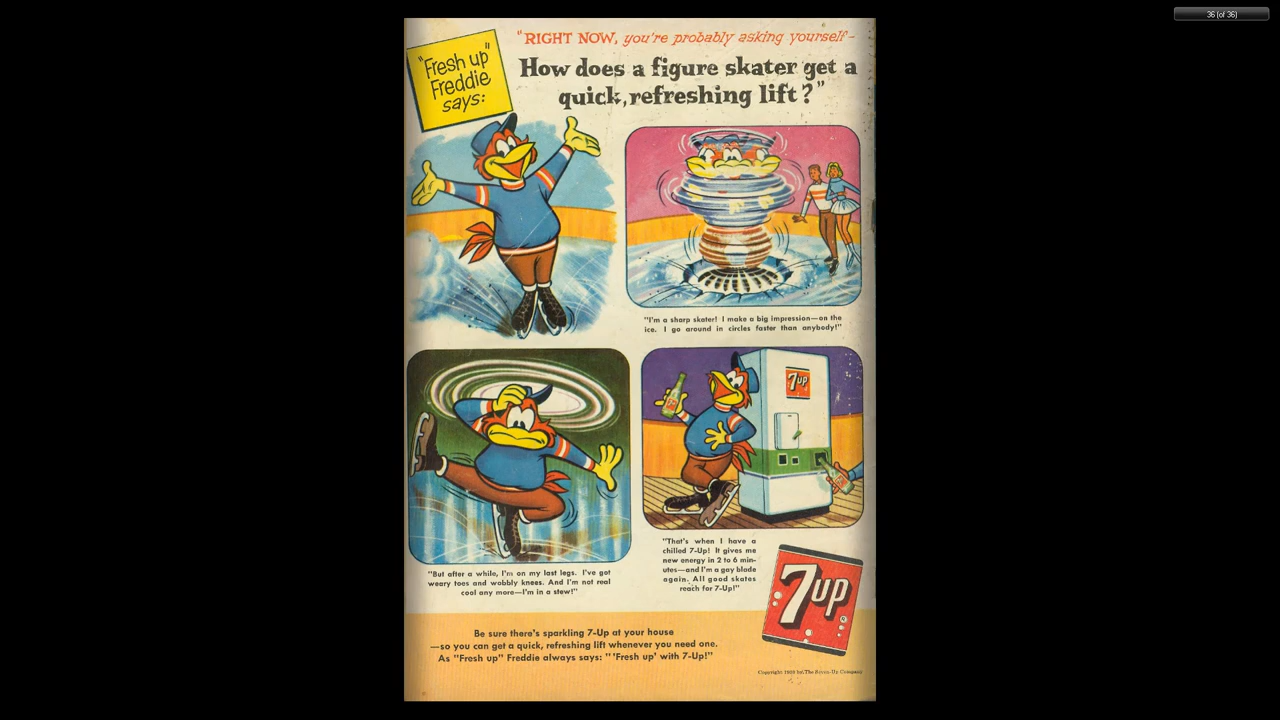 36 (of 36)
"Fresh up"
Freddie
says:
"RIGHT NOW, you're probably asking yourself—
How does a figure skater get a
quick, refreshing lift?"
"I'm a sharp skater! I make a big impression—on the
ice. I go around in circles faster than anybody!"
7up
"But after a while, I'm on my last legs. I've got
weary toes and wobbly knees. And I'm not real
cool any more—I'm in a stew!"
"That's when I have a
chilled 7-Up! It gives me
new energy in 2 to 6 min-
utes—and I'm a gay blade
again. All good skates
reach for 7-Up!"
7up
Be sure there's sparkling 7-Up at your house
—so you can get a quick, refreshing lift whenever you need one.
As "Fresh up" Freddie always says: "'Fresh up' with 7-Up!"
Copyright by The Seven-Up Company